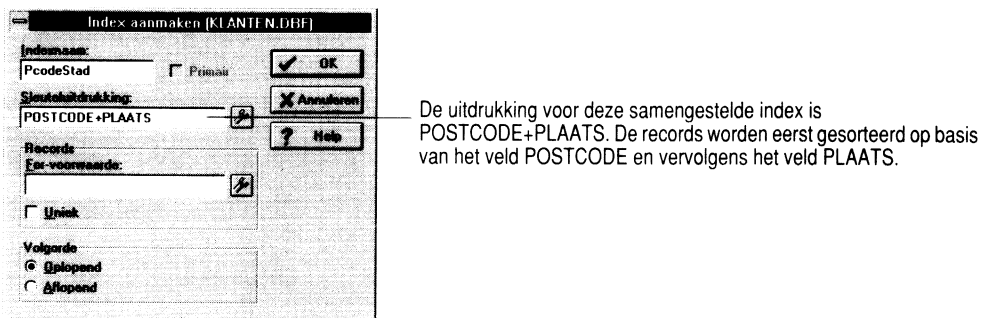 Index aanmaken (KLANTEN.DBF)
Indexnaam:
PcodeStad
Primair
OK
Sleuteluitdrukking:
POSTCODE+PLAATS
Annuleren
Help
Records
For-voorwaarde:
Uniek
Volgorde
Oplopend
Aflopend
De uitdrukking voor deze samengestelde index is
POSTCODE+PLAATS. De records worden eerst gesorteerd op basis
van het veld POSTCODE en vervolgens het veld PLAATS.